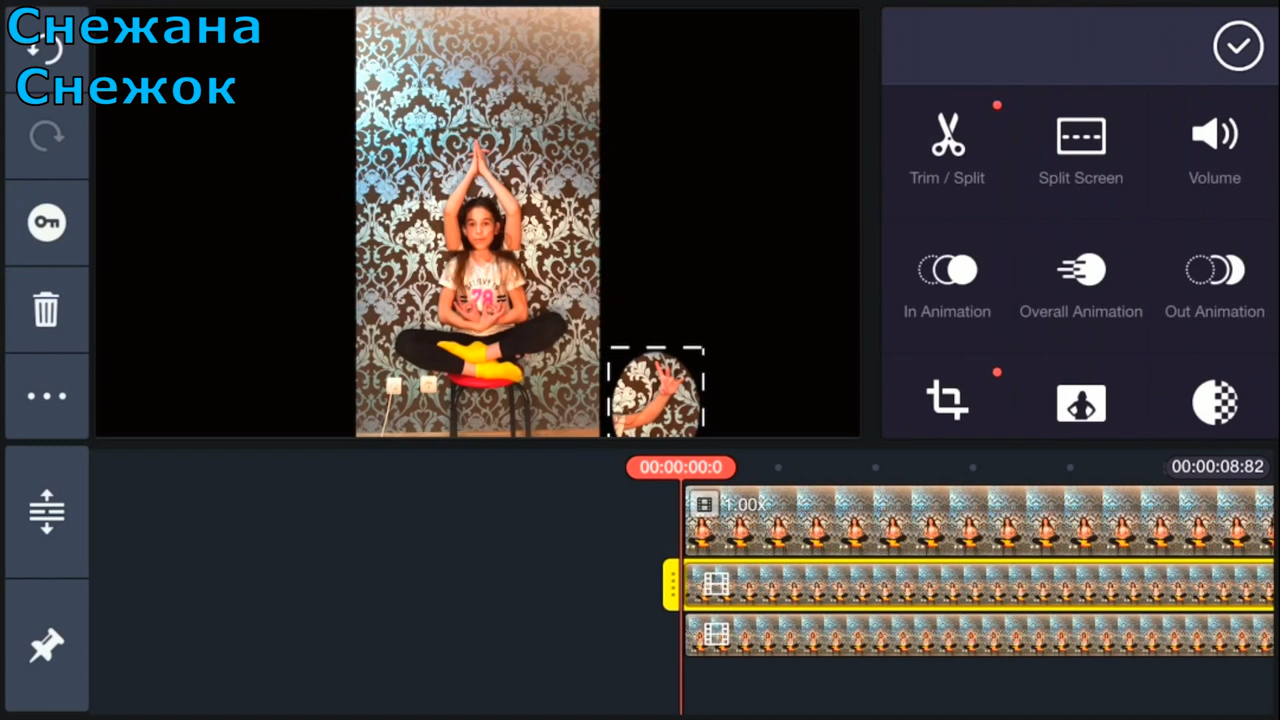 Снежана
Снежок
Trim / Split
Split Screen
Volume
In Animation
Overall Animation
Out Animation
78
00:00:00:0
00:00:08:82
1.00x